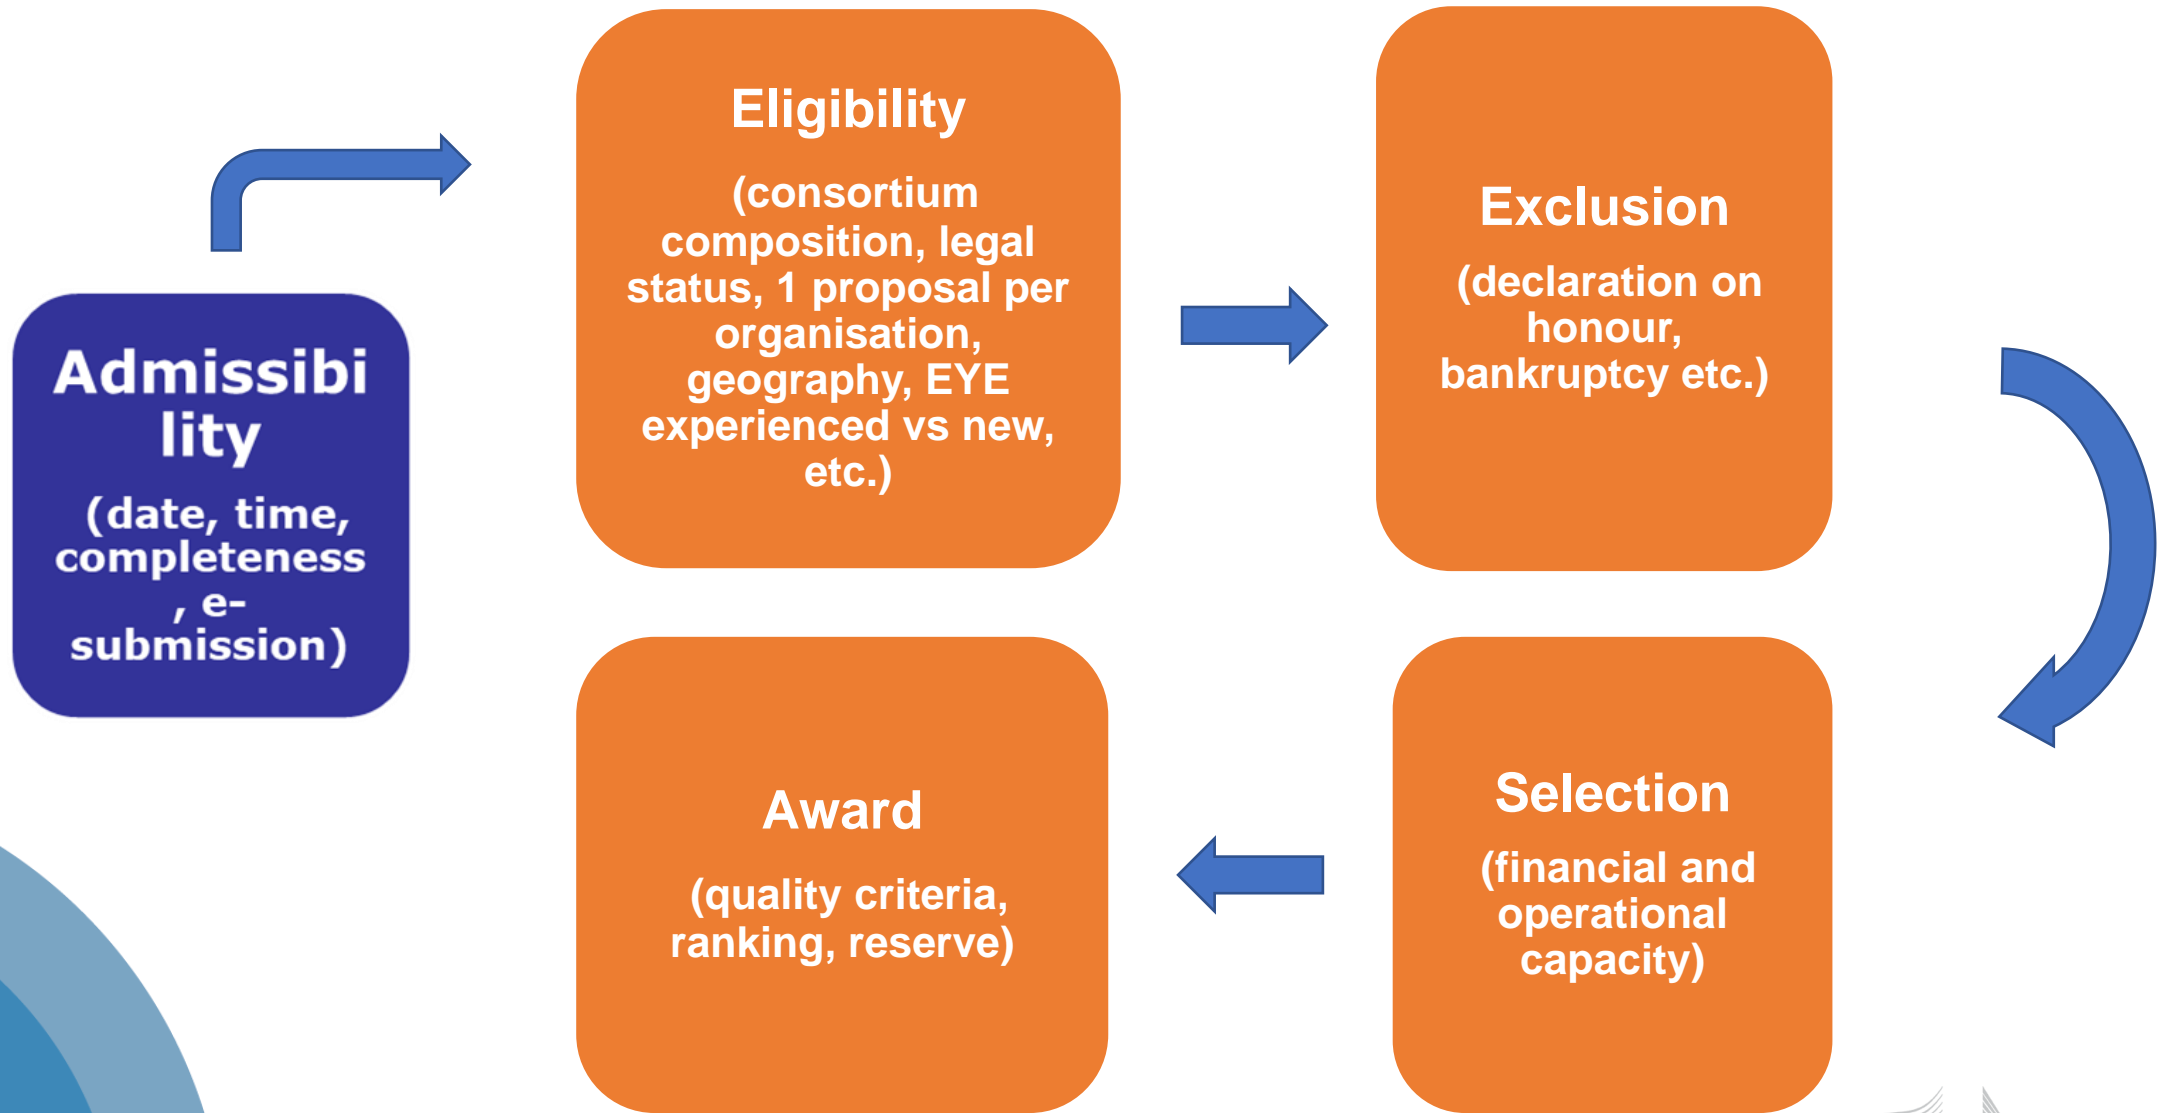 Admissibi
lity
(date, time,
completeness
, e-
submission)
Eligibility
(consortium
composition, legal
status, 1 proposal per
organisation,
geography, EYE
experienced vs new,
etc.)
Exclusion
(declaration on
honour,
bankruptcy etc.)
Selection
(financial and
operational
capacity)
Award
(quality criteria,
ranking, reserve)